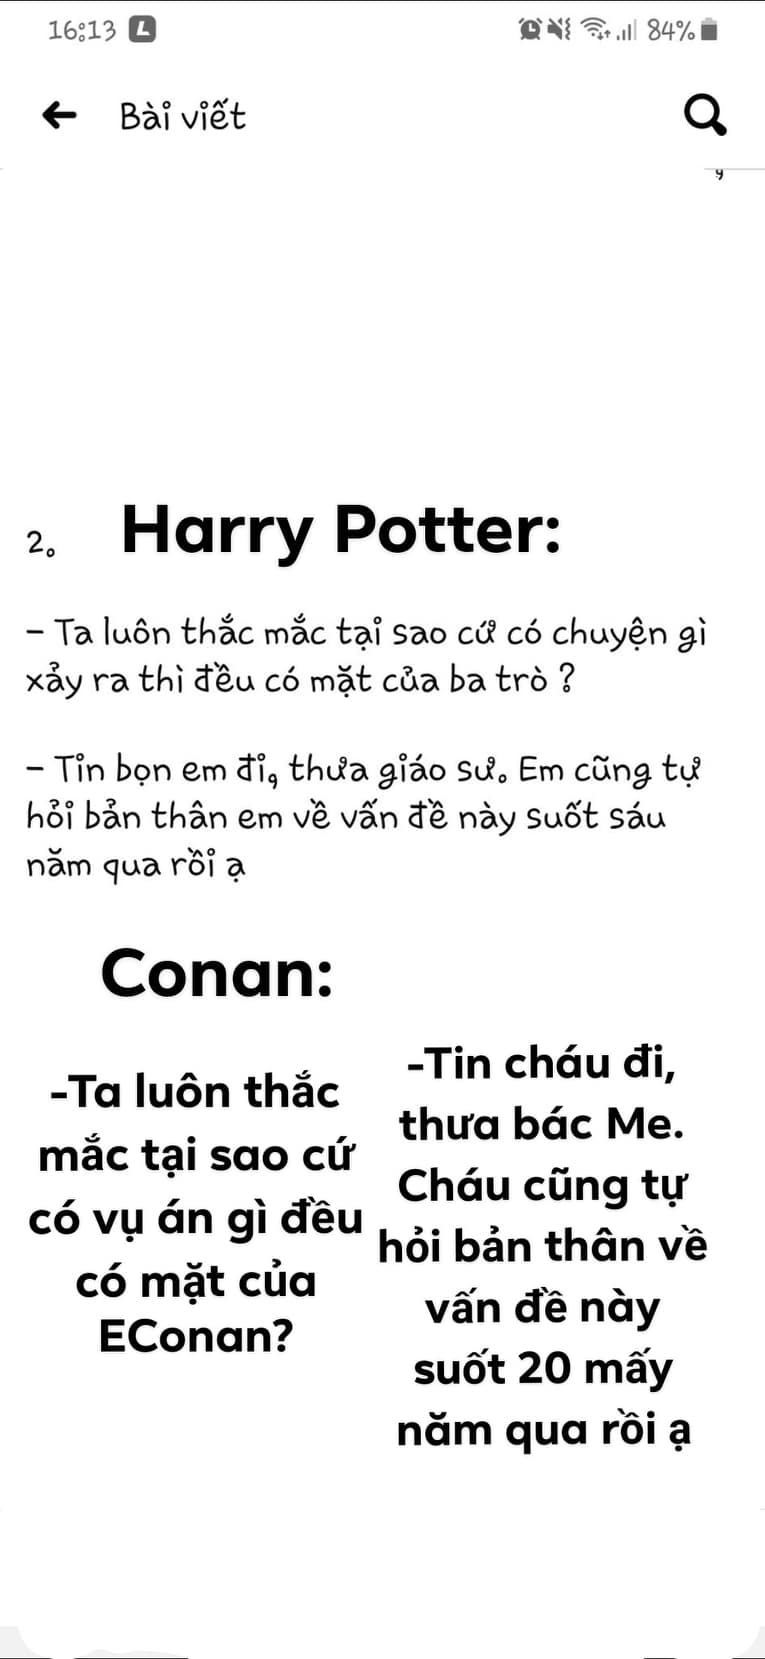 16:13 L 84%
Bài viết
y
2. Harry Potter:
- Ta luôn thắc mắc tại sao cứ có chuyện gì
xảy ra thì đều có mặt của ba trò ?
- Tin bọn em đi, thưa giáo sư. Em cũng tự
hỏi bản thân em về vấn đề này suốt sáu
năm qua rồi ạ
Conan:
-Ta luôn thắc
mắc tại sao cứ
có vụ án gì đều
có mặt của
EConan?
-Tin cháu đi,
thưa bác Me.
Cháu cũng tự
hỏi bản thân về
vấn đề này
suốt 20 mấy
năm qua rồi ạ